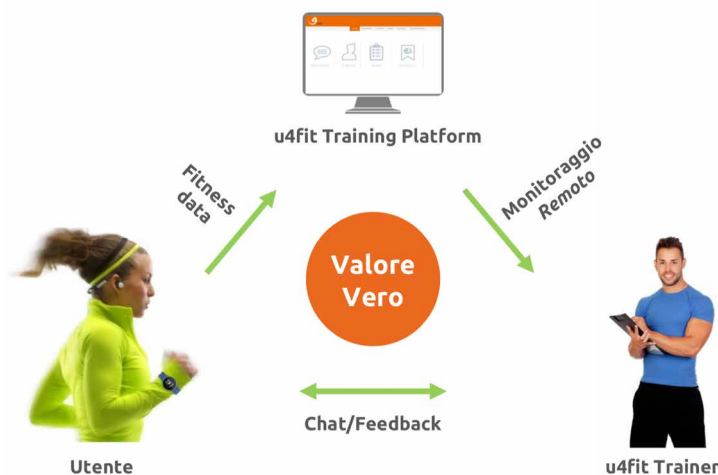 u4fit Training Platform
Fitness
data
Monitoraggio
Remoto
Valore
Vero
Chat/Feedback
Utente
u4fit Trainer